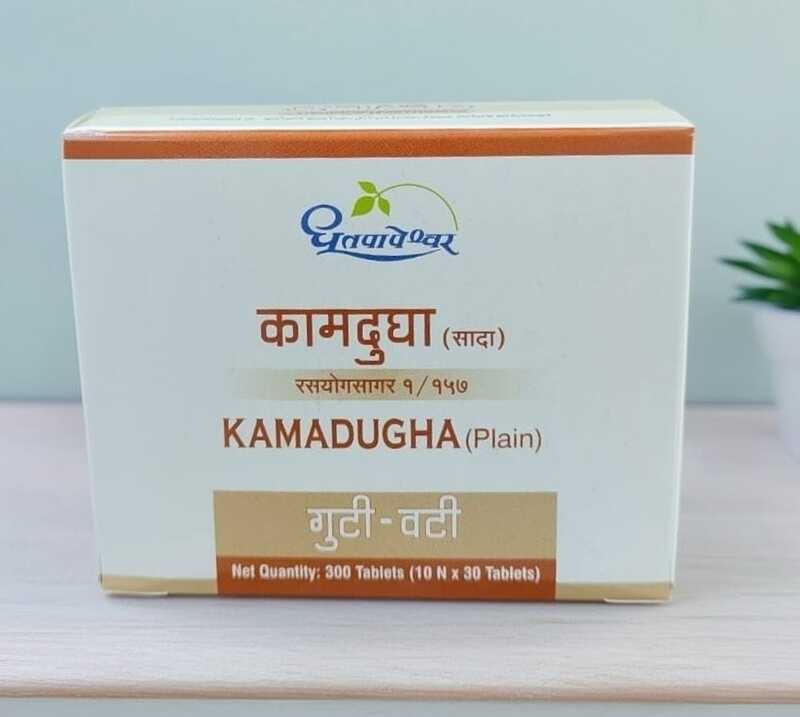 धूतपापेश्वर
कामदुघा (सादा)
रसयोगसागर १/१५७
KAMADUGHA (Plain)
गुटी - वटी
Net Quantity: 300 Tablets (10 N x 30 Tablets)